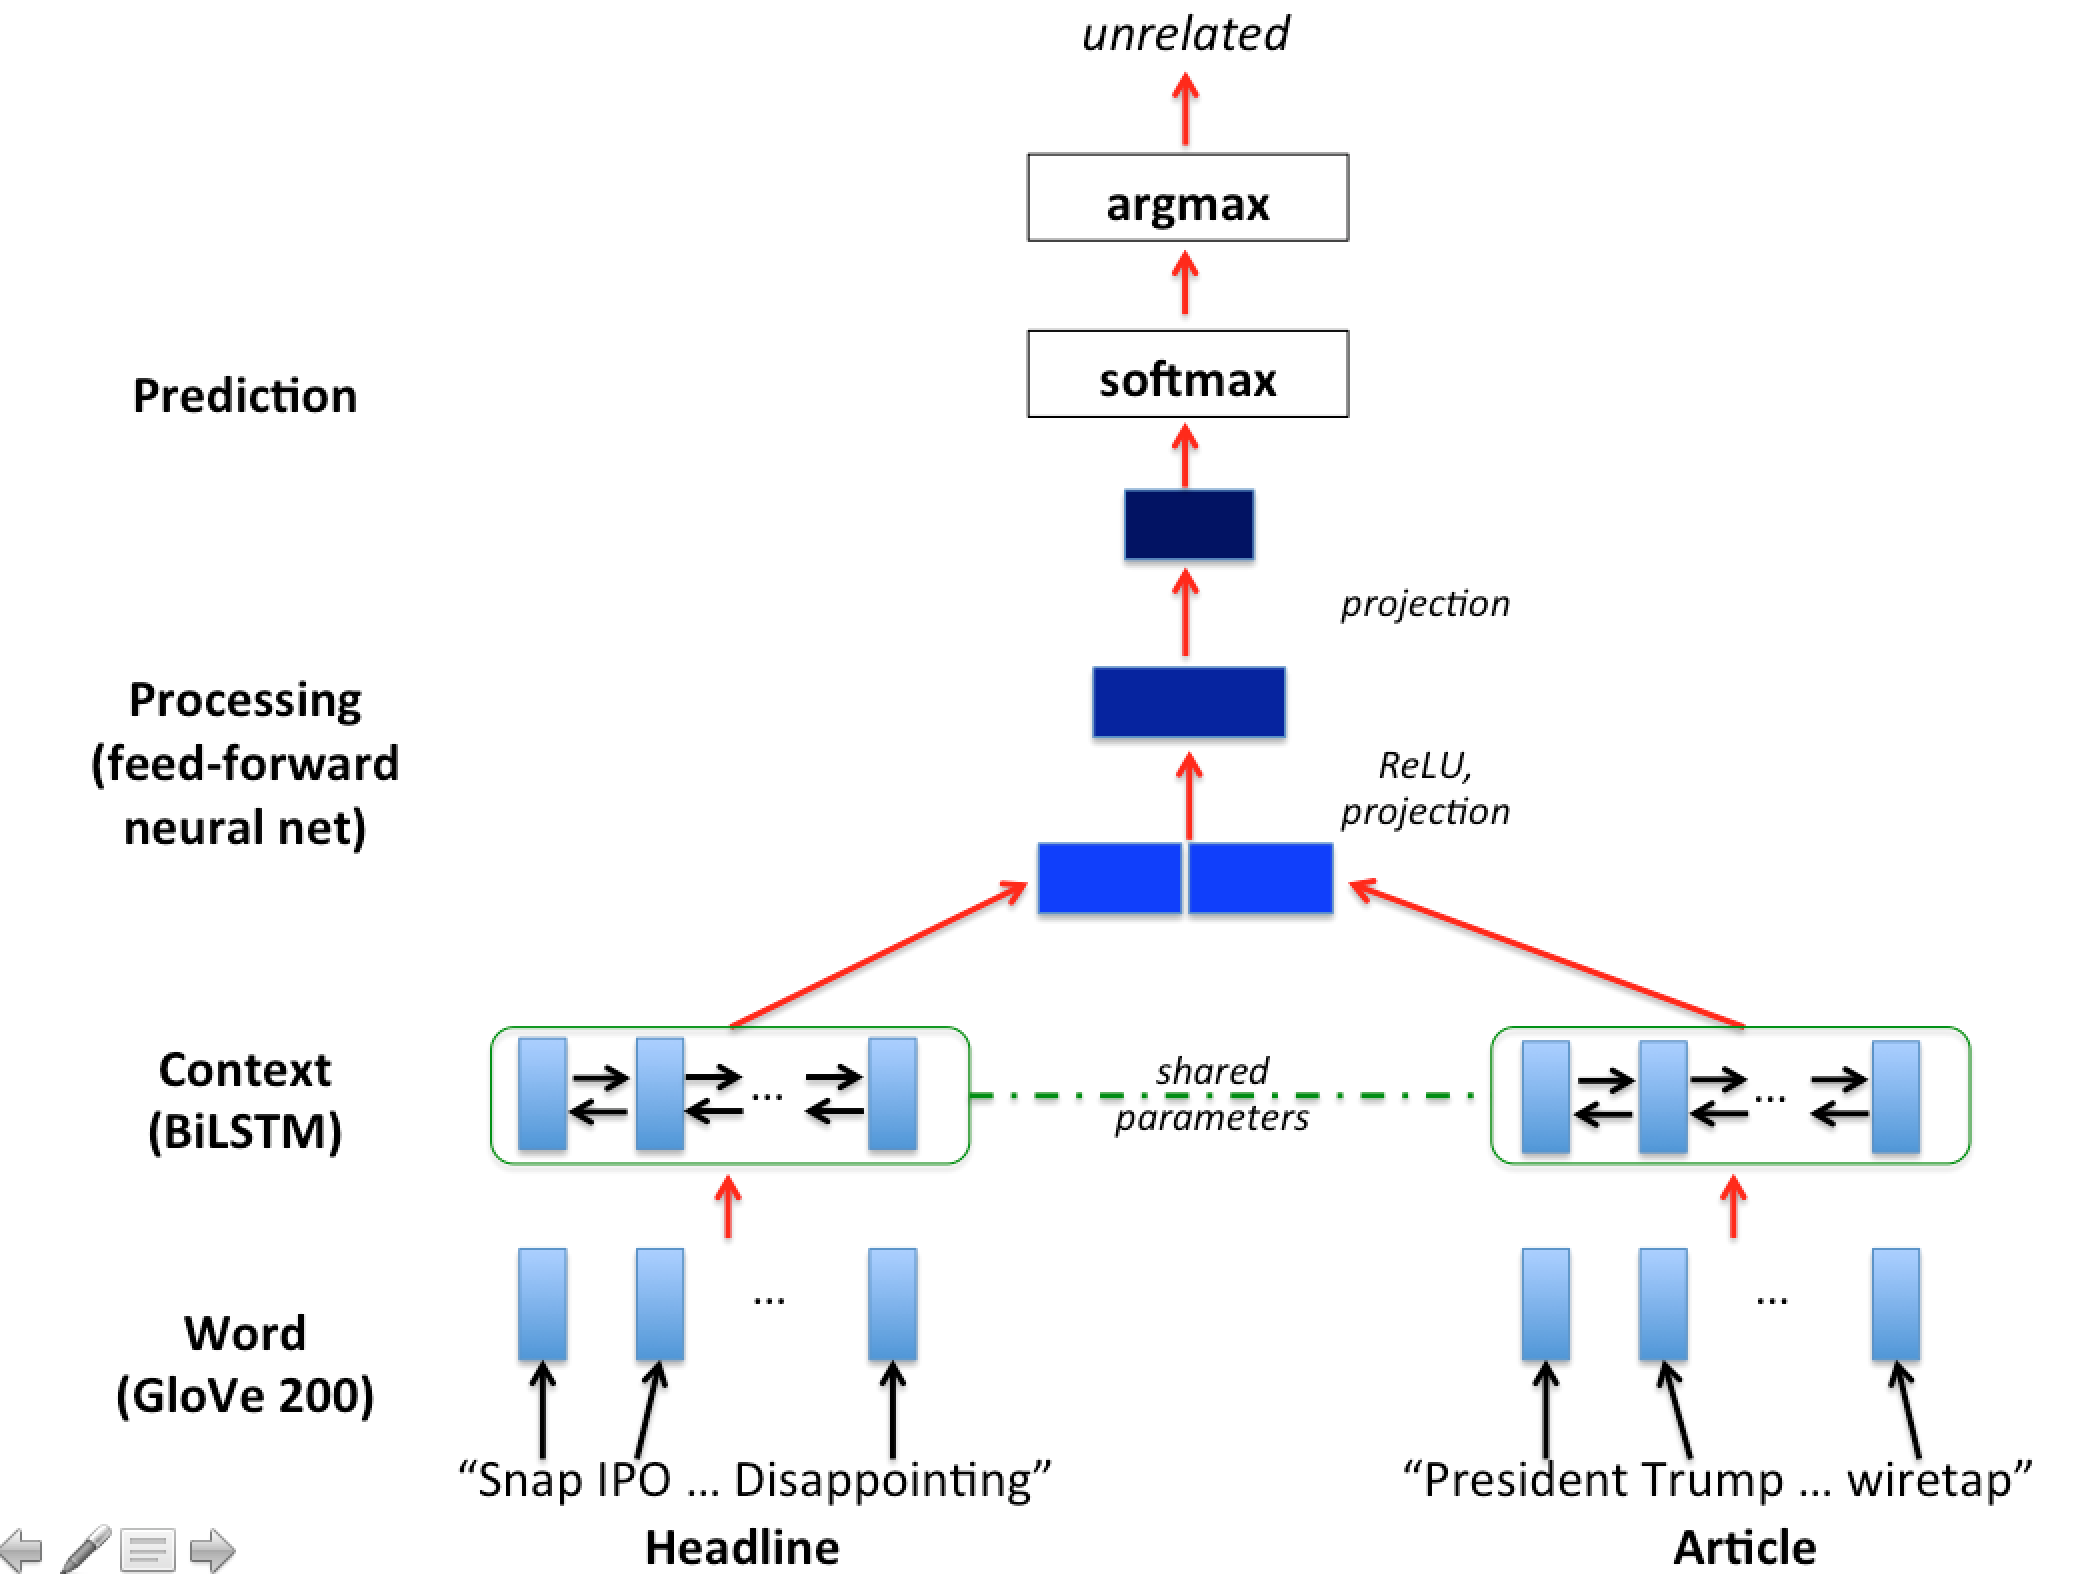 unrelated
argmax
softmax
Prediction
projection
Processing
(feed-forward
neural net)
ReLU,
projection
Context
(BiLSTM)
...
shared
parameters
...
Word
(GloVe 200)
...
...
“Snap IPO ... Disappointing”
“President Trump ... wiretap”
Headline
Article